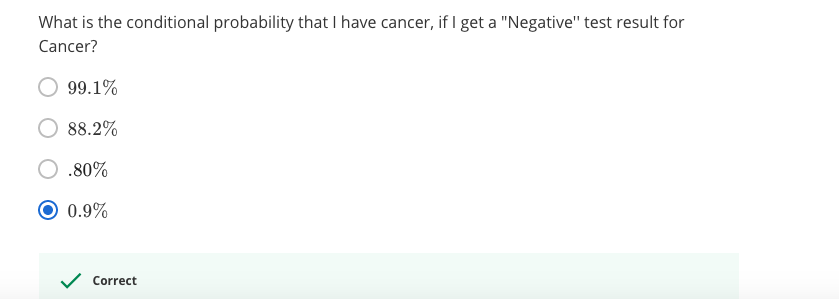 What is the conditional probability that I have cancer, if I get a "Negative'' test result for
Cancer?
99.1%
88.2%
.80%
0.9%
Correct